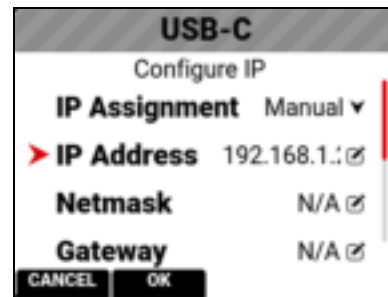 USB-C
Configure IP
IP Assignment Manual
IP Address 192.168.1.
Netmask N/A
Gateway N/A
CANCEL OK